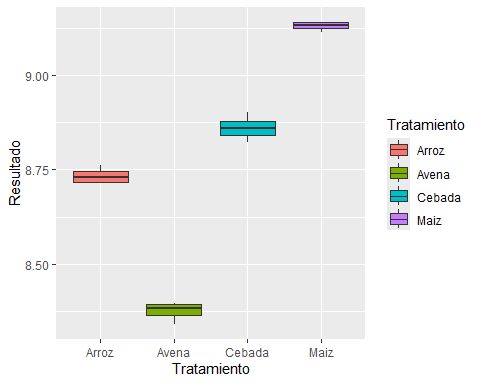 Resultado
9.00
8.75
8.50
Arroz Avena Cebada Maiz
Tratamiento
Tratamiento
Arroz
Avena
Cebada
Maiz